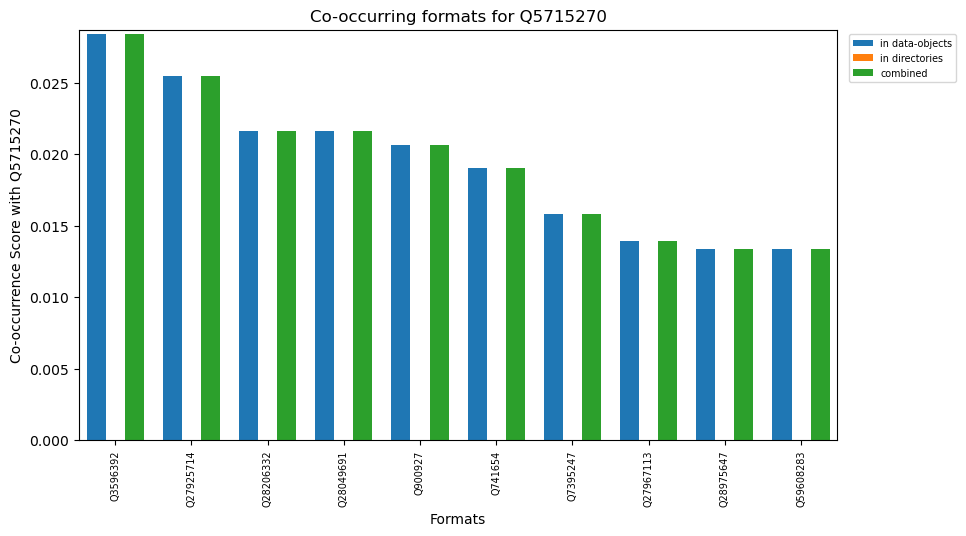 Co-occurring formats for Q5715270
in data-objects
in directories
combined
Co-occurrence Score with Q5715270
0.025
0.020
0.015
0.010
0.005
0.000
Q3596392
Q27925714
Q28206332
Q28049691
Q900927
Q741654
Q7395247
Q27967113
Q28975647
Q59608283
Formats